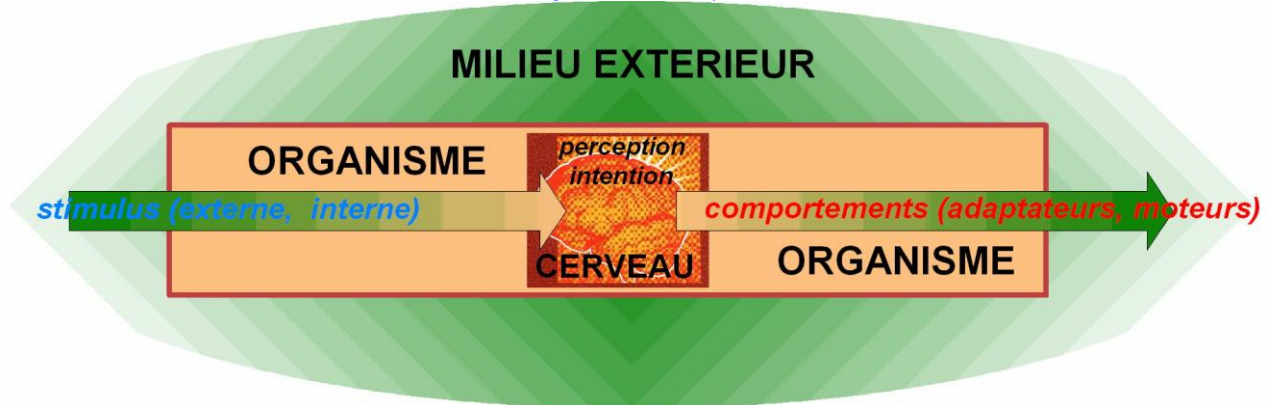 MILIEU EXTERIEUR
ORGANISME
perception
intention
stimulus (externe, interne)
comportements (adaptateurs, moteurs)
CERVEAU
ORGANISME